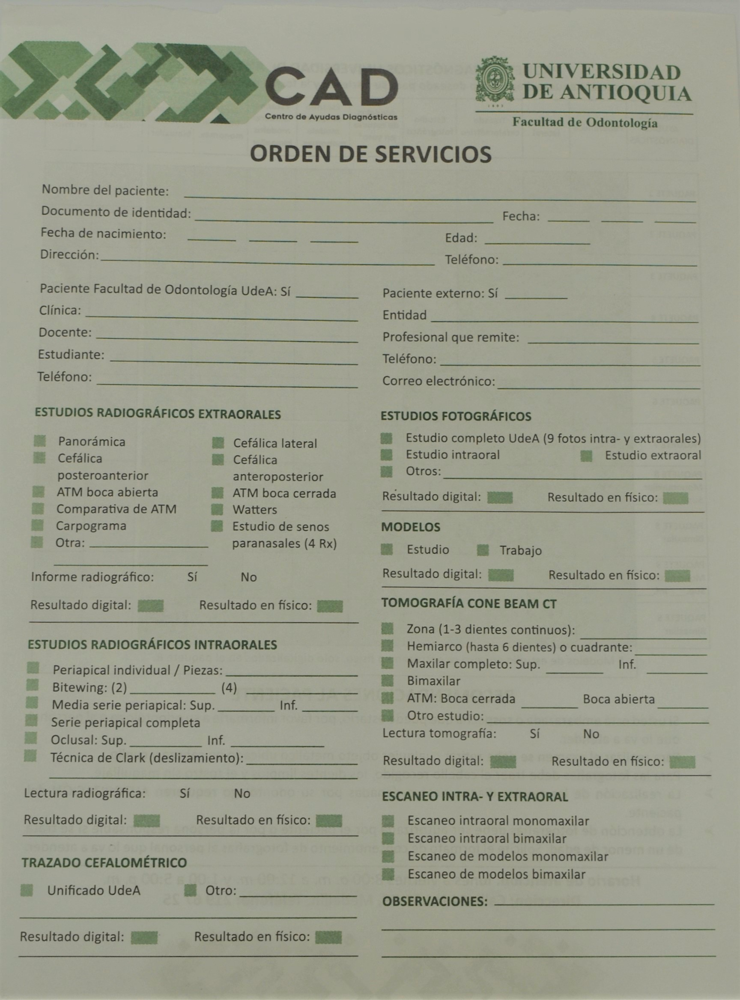 CAD
Centro de Ayudas Diagnósticas
UNIVERSIDAD
DE ANTIOQUIA
1803
Facultad de Odontología
ORDEN DE SERVICIOS
Nombre del paciente:
Documento de identidad: Fecha:
Fecha de nacimiento: Edad:
Dirección: Teléfono:
Paciente Facultad de Odontología UdeA: Sí
Clínica:
Docente:
Estudiante:
Teléfono:
Paciente externo: Sí
Entidad
Profesional que remite:
Teléfono:
Correo electrónico:
ESTUDIOS RADIOGRÁFICOS EXTRAORALES
Panorámica
Cefálica
posteroanterior
ATM boca abierta
Comparativa de ATM
Carpograma
Otra:
Cefálica lateral
Cefálica
anteroposterior
ATM boca cerrada
Watters
Estudio de senos
paranasales (4 Rx)
Informe radiográfico: Sí No
Resultado digital: Resultado en físico:
ESTUDIOS RADIOGRÁFICOS INTRAORALES
Periapical individual / Piezas:
Bitewing: (2) (4)
Media serie periapical: Sup. Inf.
Serie periapical completa
Oclusal: Sup. Inf.
Técnica de Clark (deslizamiento):
Lectura radiográfica: Sí No
Resultado digital: Resultado en físico:
TRAZADO CEFALOMÉTRICO
Unificado UdeA Otro:
Resultado digital: Resultado en físico:
ESTUDIOS FOTOGRÁFICOS
Estudio completo UdeA (9 fotos intra- y extraorales)
Estudio intraoral Estudio extraoral
Otros:
Resultado digital: Resultado en físico:
MODELOS
Estudio Trabajo
Resultado digital: Resultado en físico:
TOMOGRAFÍA CONE BEAM CT
Zona (1-3 dientes continuos):
Hemiarco (hasta 6 dientes) o cuadrante:
Maxilar completo: Sup. Inf.
Bimaxilar
ATM: Boca cerrada Boca abierta
Otro estudio:
Lectura tomografía: Sí No
Resultado digital: Resultado en físico:
ESCANEO INTRA- Y EXTRAORAL
Escaneo intraoral monomaxilar
Escaneo intraoral bimaxilar
Escaneo de modelos monomaxilar
Escaneo de modelos bimaxilar
OBSERVACIONES: